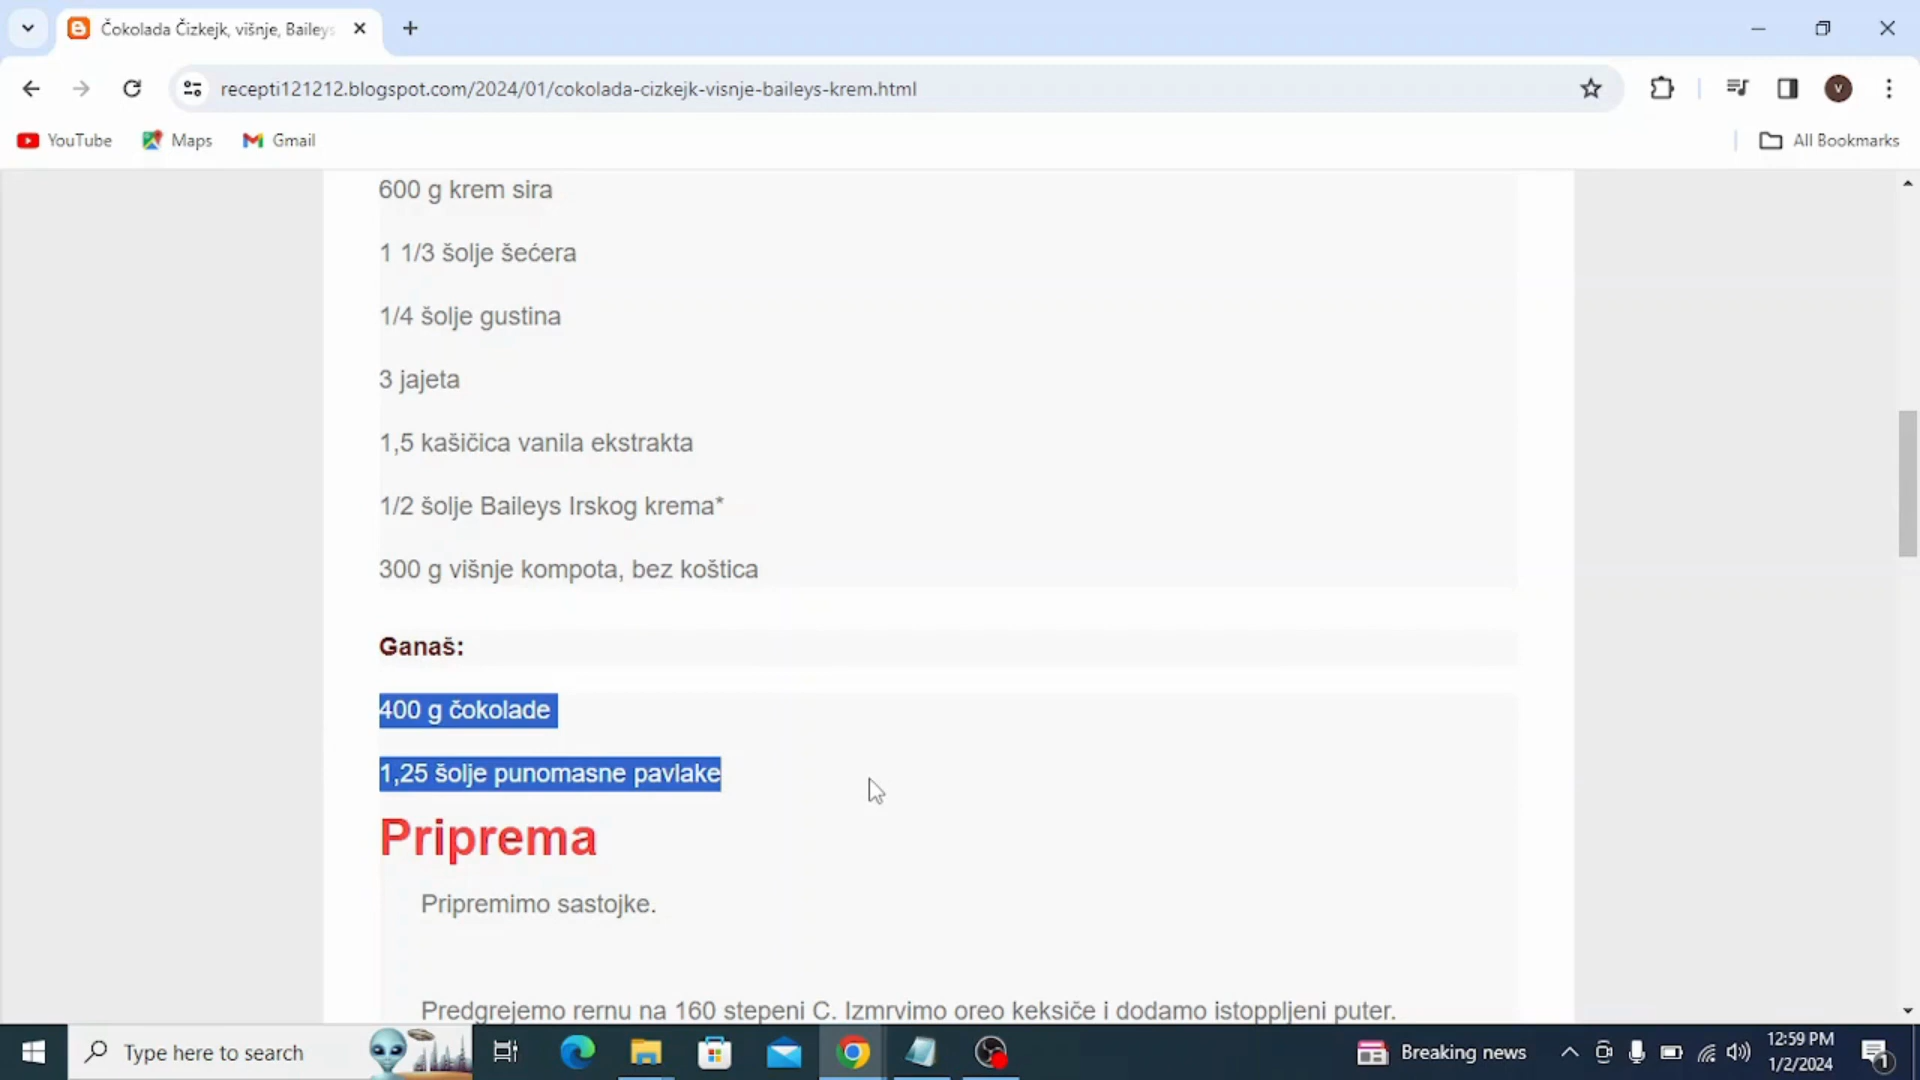 Čokolada Čizkejk, višnje, Baileys
recepti121212.blogspot.com/2024/01/cokolada-cizkejk-visnje-baileys-krem.html
V
YouTube
Maps
Gmail
All Bookmarks
600 g krem sira
1 1/3 šolje šećera
1/4 šolje gustina
3 jajeta
1,5 kašičica vanila ekstrakta
1/2 šolje Baileys Irskog krema*
300 g višnje kompota, bez koštica
Ganaš:
400 g čokolade
1,25 šolje punomasne pavlake
Priprema
Pripremimo sastojke.
Predgrejemo rernu na 160 stepeni C. Izmrvimo oreo keksiče i dodamo istoppljeni puter.
Type here to search
Breaking news
12:59 PM
1/2/2024
1